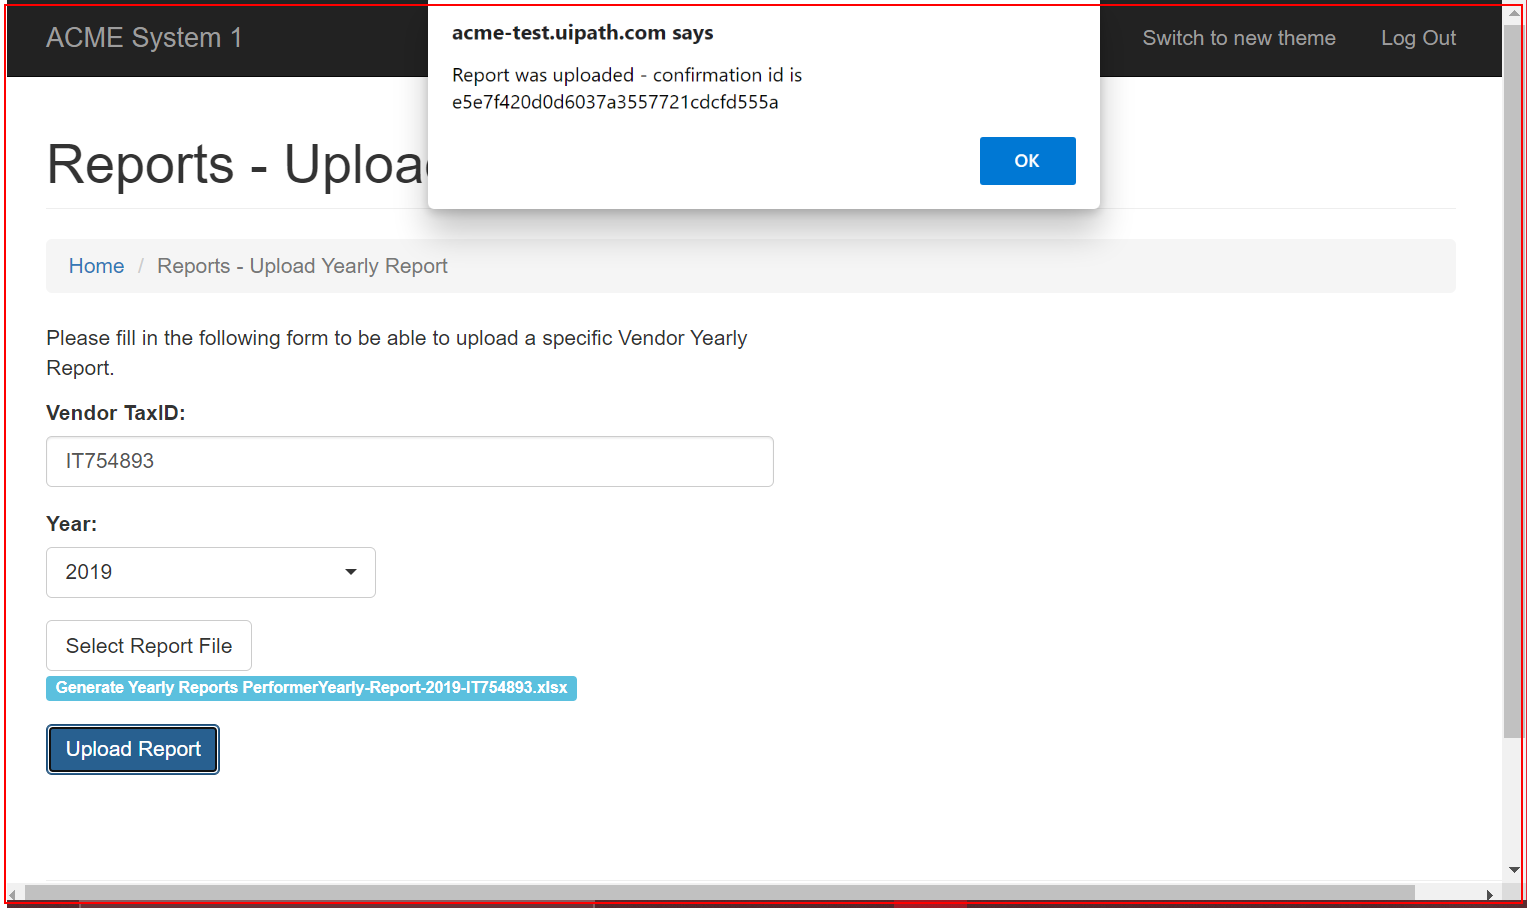 ACME System 1
Switch to new theme
Log Out
acme-test.uipath.com says
Report was uploaded - confirmation id is
e5e7f420d0d6037a3557721cdcfd555a
OK
Reports - Uploa
Home / Reports - Upload Yearly Report
Please fill in the following form to be able to upload a specific Vendor Yearly
Report.
Vendor TaxID:
IT754893
Year:
2019
Select Report File
Generate Yearly Reports PerformerYearly-Report-2019-IT754893.xlsx
Upload Report